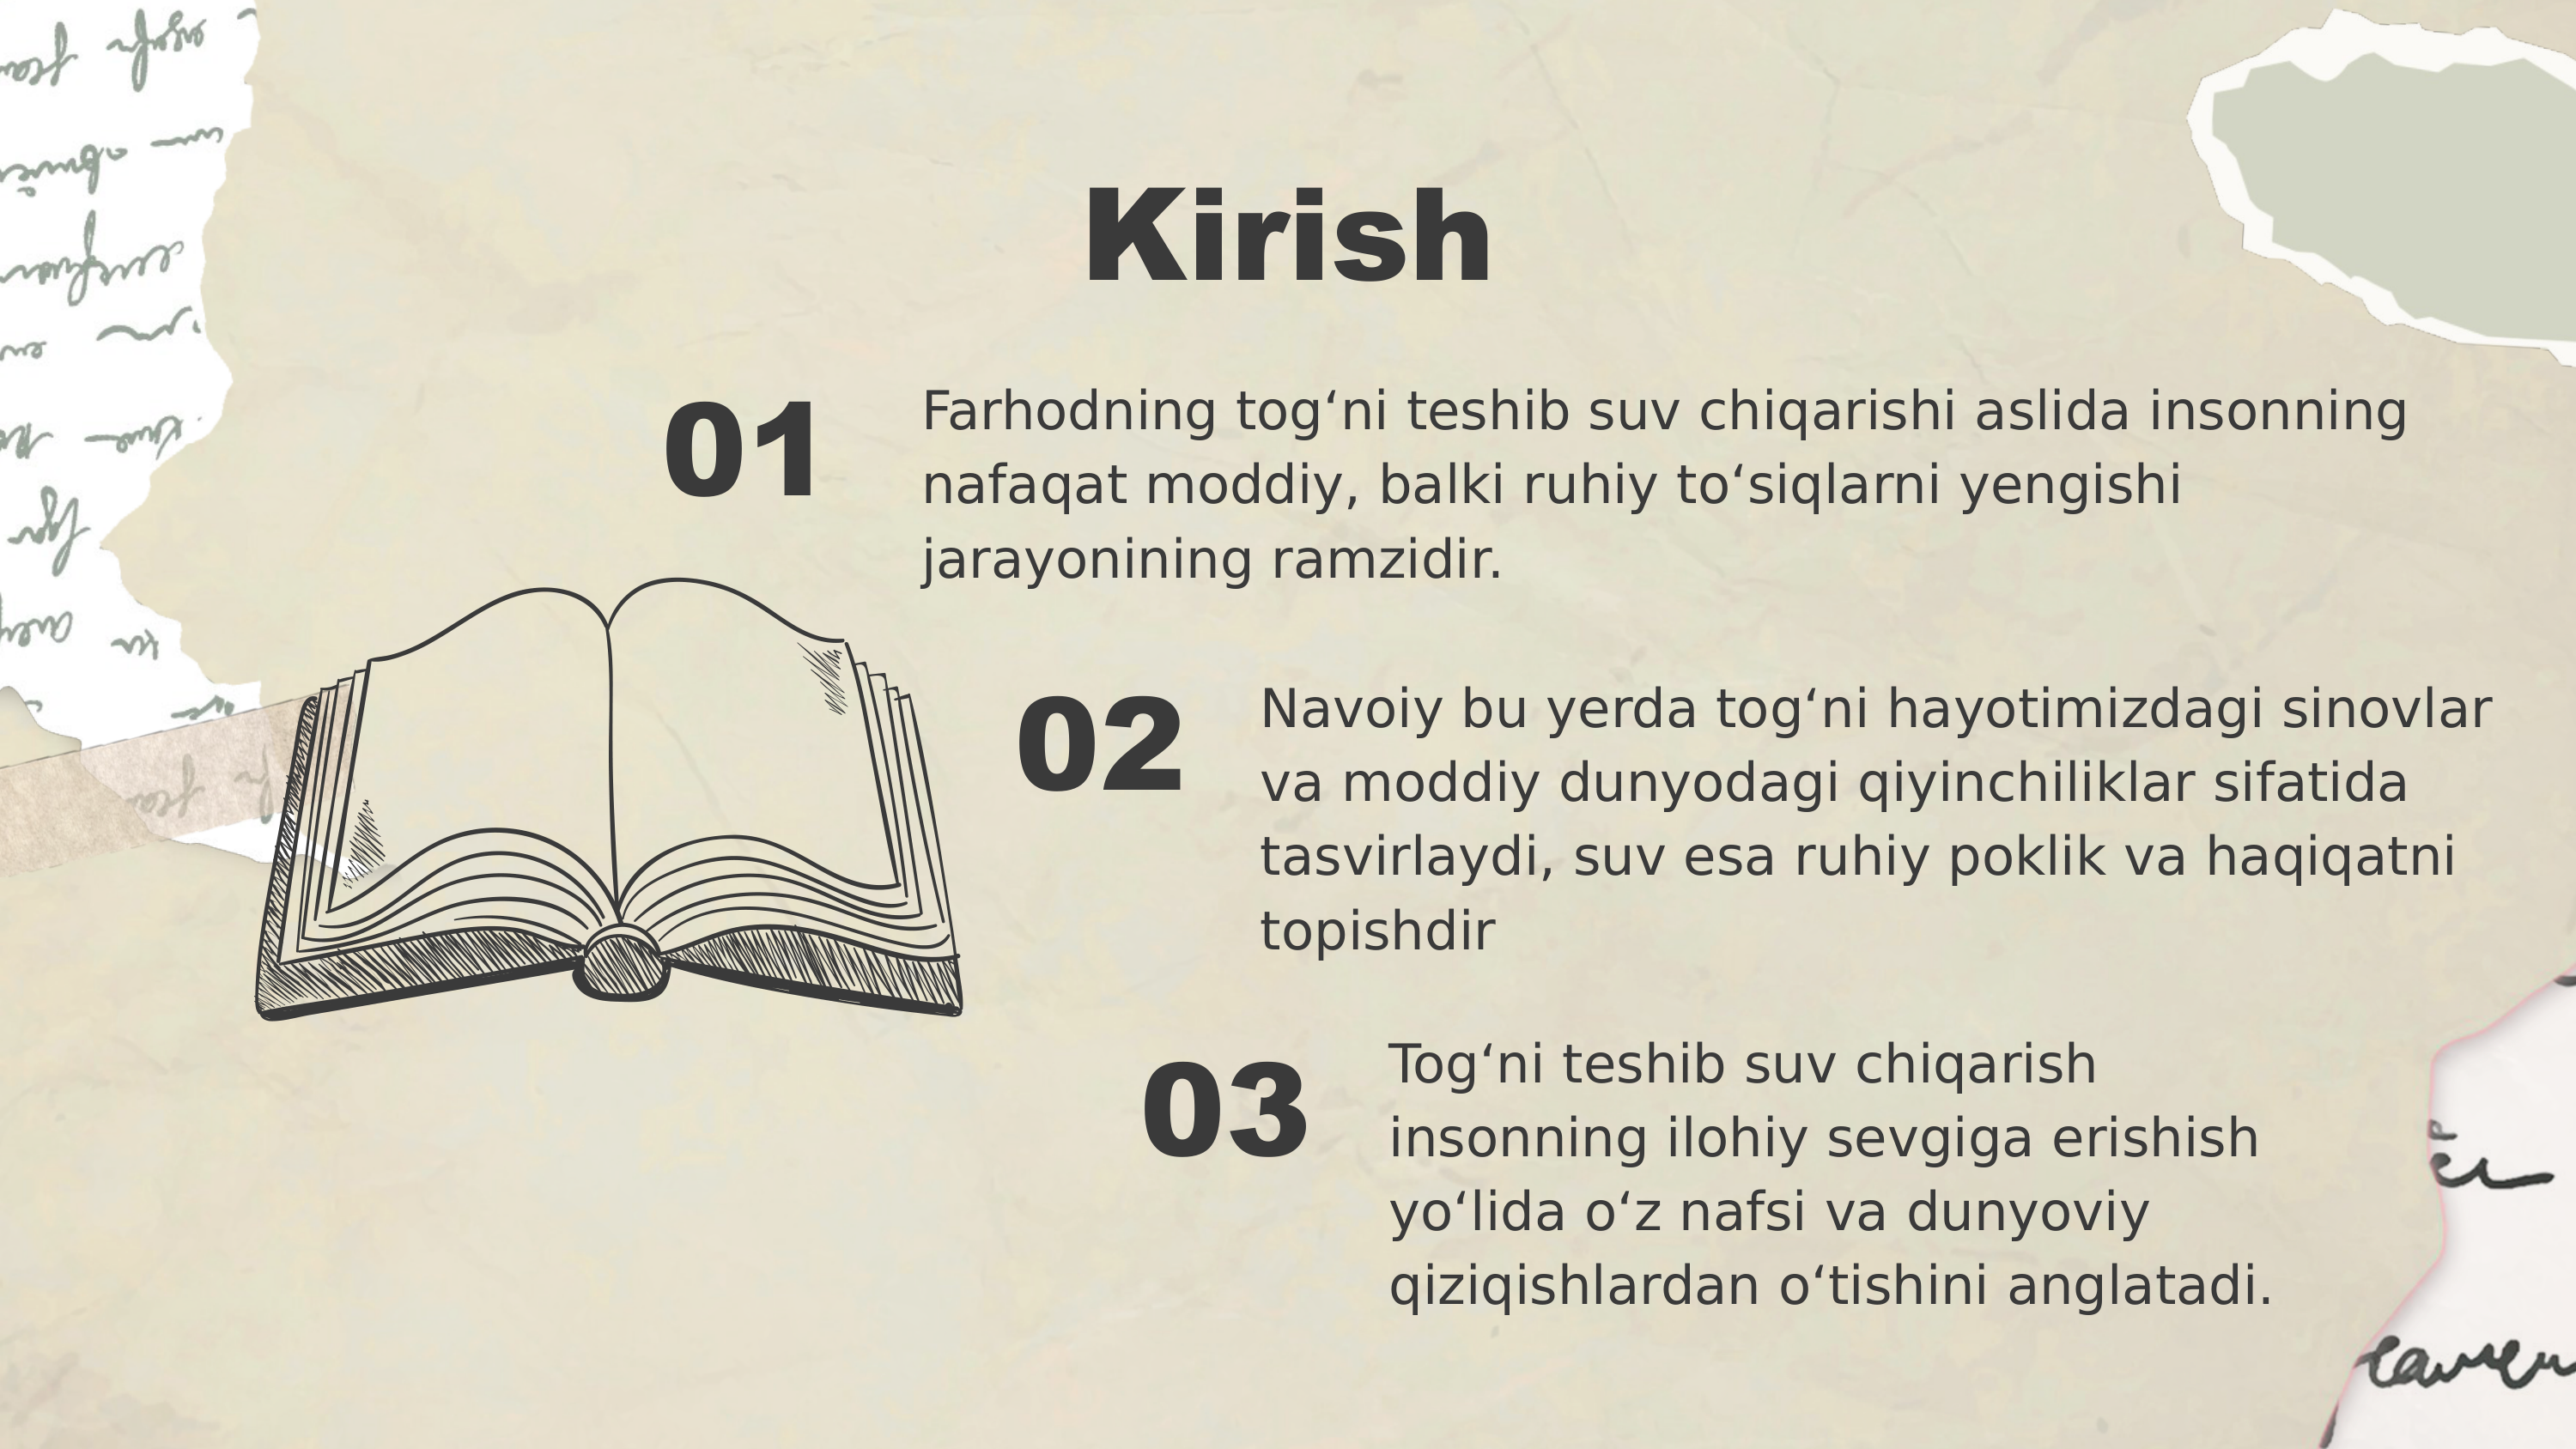 Kirish
01
Farhodning tog‘ni teshib suv chiqarishi aslida insonning
nafaqat moddiy, balki ruhiy to‘siqlarni yengishi
jarayonining ramzidir.
02
Navoiy bu yerda tog‘ni hayotimizdagi sinovlar
va moddiy dunyodagi qiyinchiliklar sifatida
tasvirlaydi, suv esa ruhiy poklik va haqiqatni
topishdir
03
Tog‘ni teshib suv chiqarish
insonning ilohiy sevgiga erishish
yo‘lida o‘z nafsi va dunyoviy
qiziqishlardan o‘tishini anglatadi.